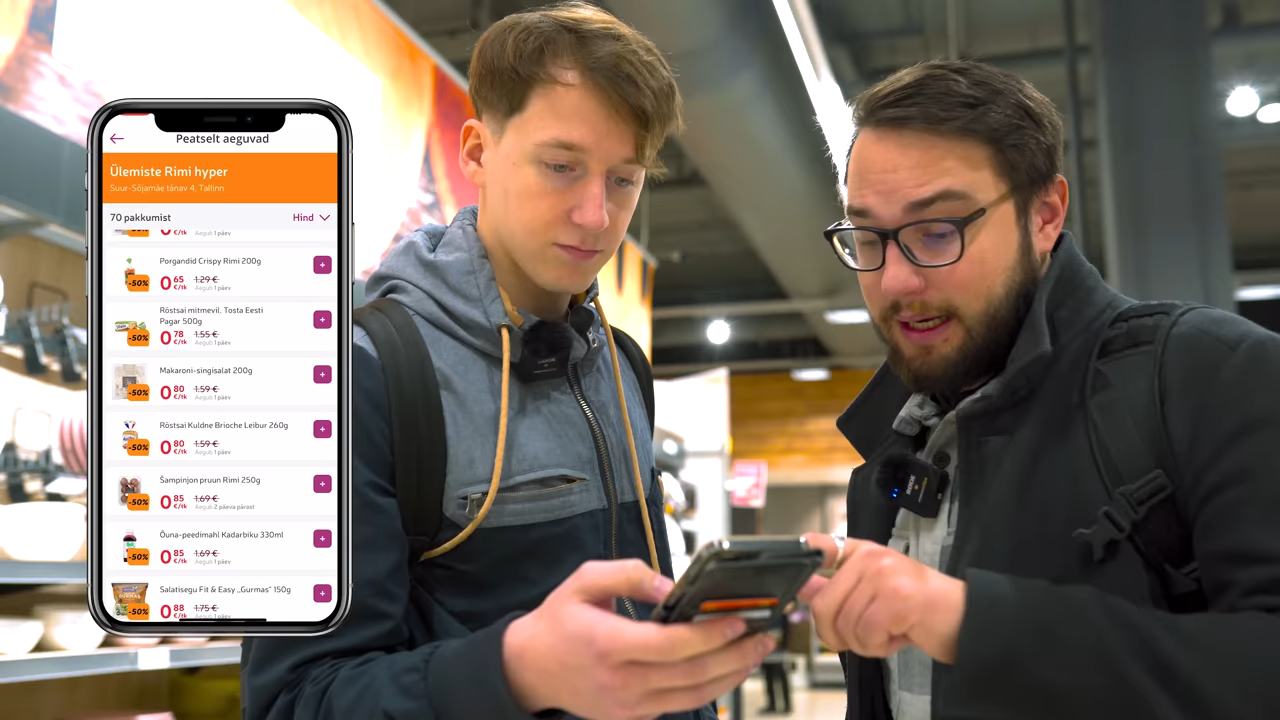 Peatselt aeguvad
Ülemiste Rimi hyper
Suur-Sõjamäe tänav 4, Tallinn
70 pakkumist
Hind
0 €/tk
Aegub 1 päev
Porgandid Crispy Rimi 200g
-50%
0 65 €/tk
1.29 €
Aegub 1 päev
Röstsai mitmevil. Tosta Eesti
Pagar 500g
-50%
0 78 €/tk
1.55 €
Aegub 1 päev
Makaroni-singisalat 200g
-50%
0 80 €/tk
1.59 €
Aegub 1 päev
Röstsai Kuldne Brioche Leibur 260g
-50%
0 80 €/tk
1.59 €
Aegub 1 päev
Šampinjon pruun Rimi 250g
-50%
0 85 €/tk
1.69 €
Aegub 2 päeva pärast
Õuna-peedimahl Kadarbiku 330ml
-50%
0 85 €/tk
1.69 €
Aegub 1 päev
Salatisegu Fit & Easy „Gurmas" 150g
-50%
0 88 €/tk
1.75 €
Aegub 1 päev